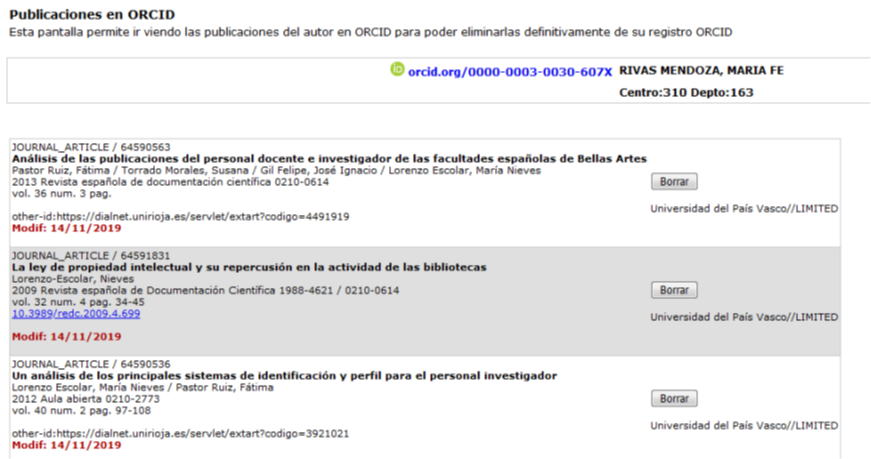 Publicaciones en ORCID
Esta pantalla permite ir viendo las publicaciones del autor en ORCID para poder eliminarlas definitivamente de su registro ORCID
iD orcid.org/0000-0003-0030-607X RIVAS MENDOZA, MARIA FE
Centro:310 Depto:163
JOURNAL_ARTICLE / 64590563
Análisis de las publicaciones del personal docente e investigador de las facultades españolas de Bellas Artes
Pastor Ruiz, Fátima / Torrado Morales, Susana / Gil Felipe, José Ignacio / Lorenzo Escolar, María Nieves
2013 Revista española de documentación científica 0210-0614
vol. 36 num. 3 pag.
other-id:https://dialnet.unirioja.es/servlet/extart?codigo=4491919
Modif: 14/11/2019
Borrar
Universidad del País Vasco//LIMITED
JOURNAL_ARTICLE / 64591831
La ley de propiedad intelectual y su repercusión en la actividad de las bibliotecas
Lorenzo-Escolar, Nieves
2009 Revista española de Documentación Científica 1988-4621 / 0210-0614
vol. 32 num. 4 pag. 34-45
10.3989/redc.2009.4.699
Modif: 14/11/2019
Borrar
Universidad del País Vasco//LIMITED
JOURNAL_ARTICLE / 64590536
Un análisis de los principales sistemas de identificación y perfil para el personal investigador
Lorenzo Escolar, María Nieves / Pastor Ruiz, Fátima
2012 Aula abierta 0210-2773
vol. 40 num. 2 pag. 97-108
other-id:https://dialnet.unirioja.es/servlet/extart?codigo=3921021
Modif: 14/11/2019
Borrar
Universidad del País Vasco//LIMITED